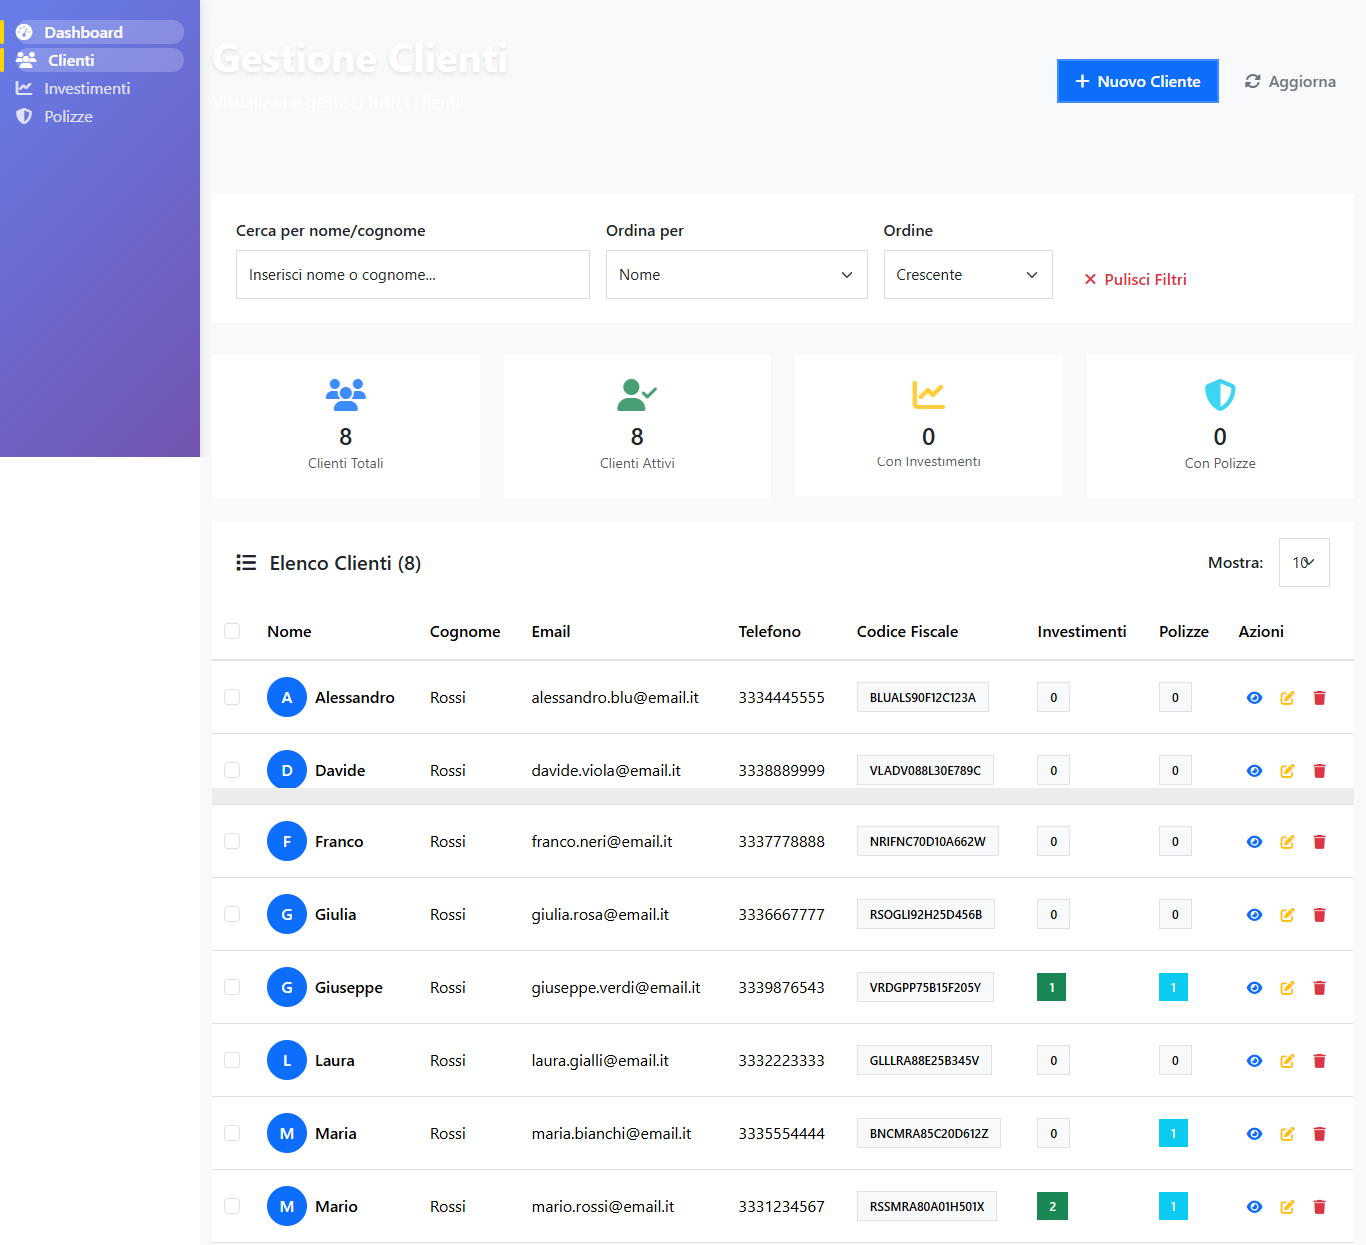 Dashboard
Clienti
Investimenti
Polizze
Gestione Clienti
Visualizza e gestisci tutti i clienti
+ Nuovo Cliente
Aggiorna
Cerca per nome/cognome
Ordina per
Ordine
Inserisci nome o cognome...
Nome
Crescente
× Pulisci Filtri
8
Clienti Totali
8
Clienti Attivi
0
Con Investimenti
0
Con Polizze
Elenco Clienti (8)
Mostra:
10
Nome Cognome Email Telefono Codice Fiscale Investimenti Polizze Azioni
A Alessandro Rossi alessandro.blu@email.it 3334445555 BLUALS90F12C123A 0 0
D Davide Rossi davide.viola@email.it 3338889999 VLADV088L30E789C 0 0
F Franco Rossi franco.neri@email.it 3337778888 NRIFNC70D10A662W 0 0
G Giulia Rossi giulia.rosa@email.it 3336667777 RSOGLI92H25D456B 0 0
G Giuseppe Rossi giuseppe.verdi@email.it 3339876543 VRDGPP75B15F205Y 1 1
L Laura Rossi laura.gialli@email.it 3332223333 GLLLRA88E25B345V 0 0
M Maria Rossi maria.bianchi@email.it 3335554444 BNCMRA85C20D612Z 0 1
M Mario Rossi mario.rossi@email.it 3331234567 RSSMRA80A01H501X 2 1